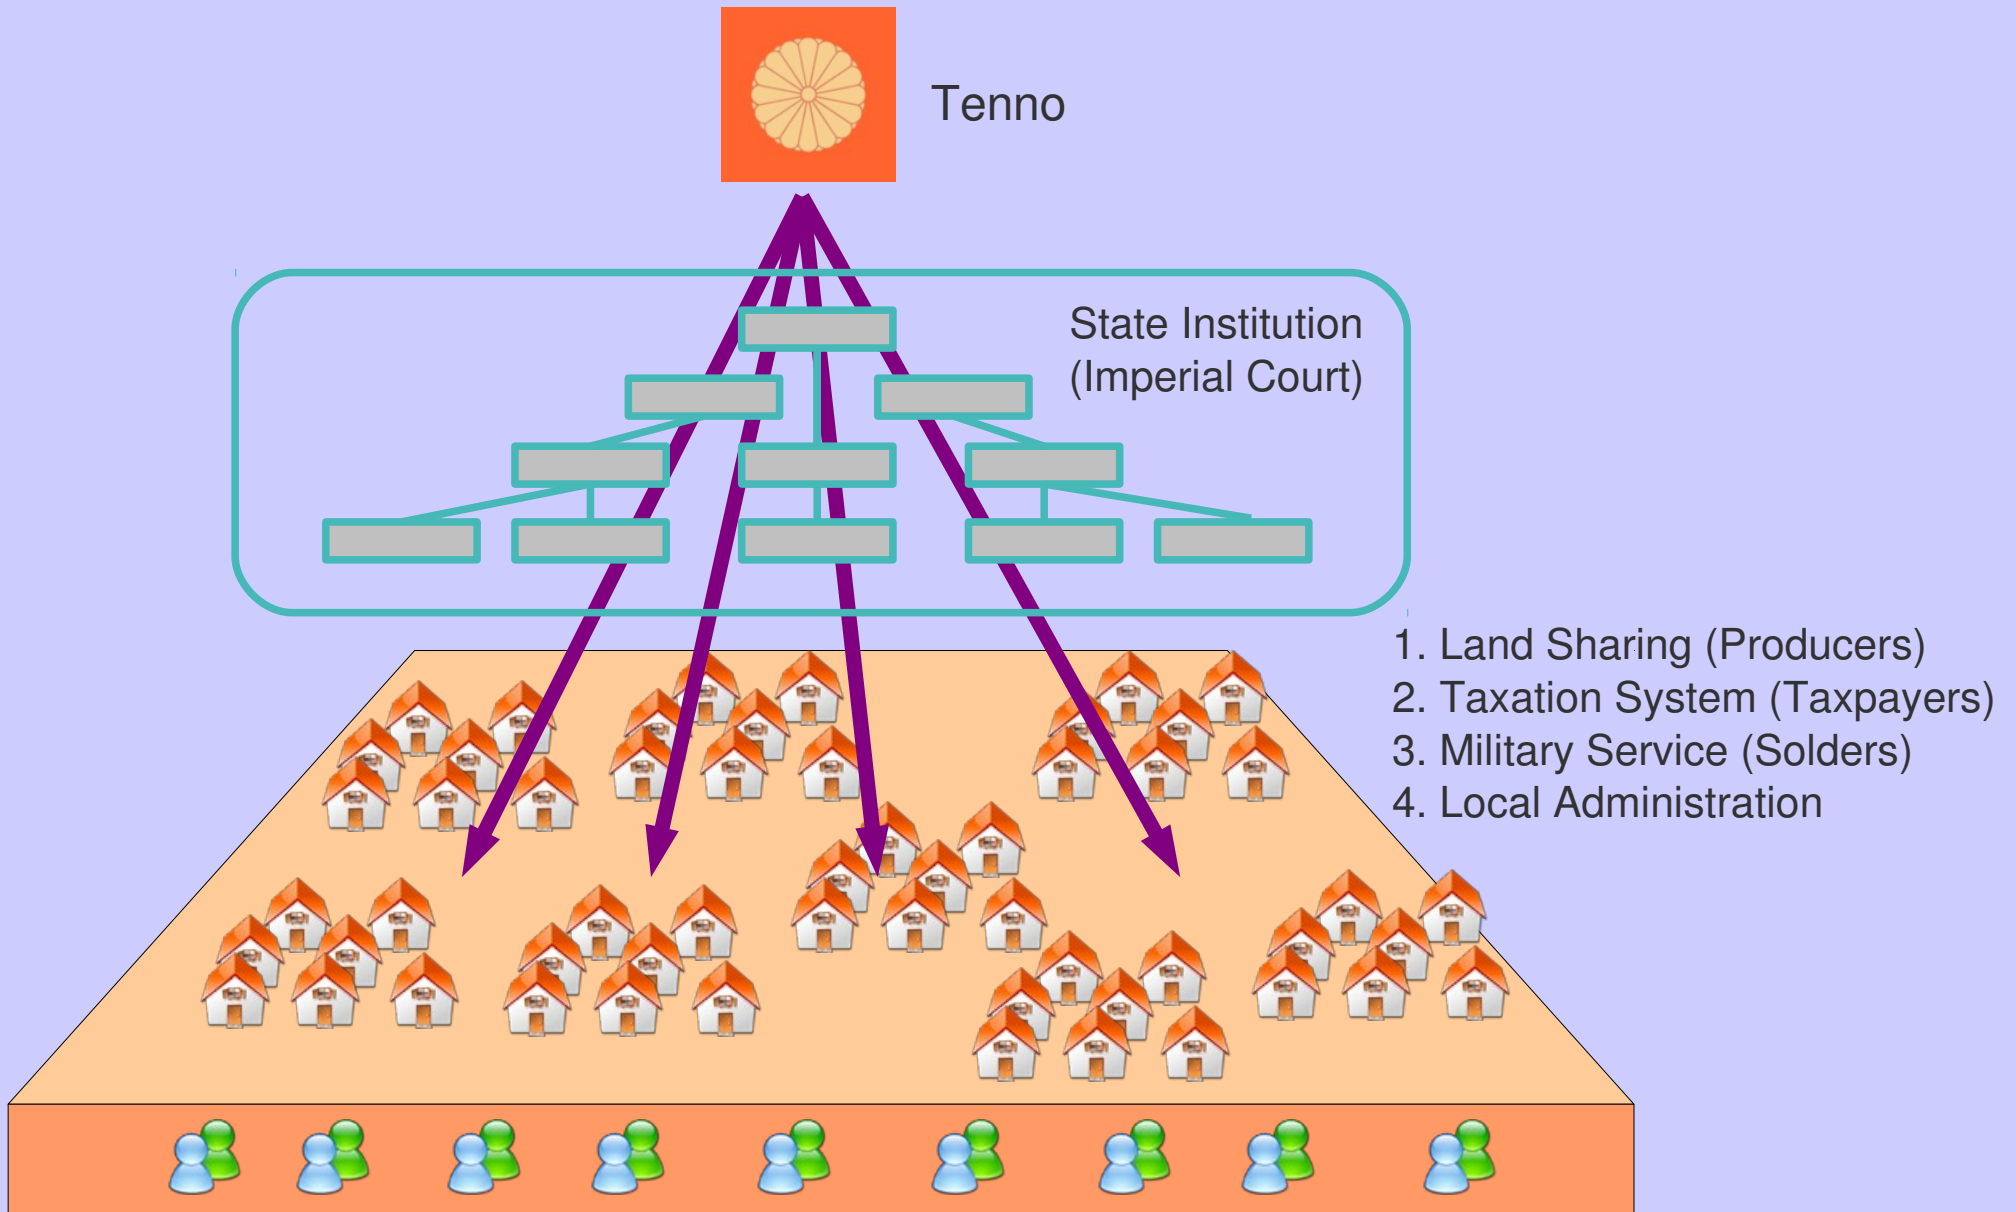 Tenno
State Institution
(Imperial Court)
1. Land Sharing (Producers)
2. Taxation System (Taxpayers)
3. Military Service (Solders)
4. Local Administration